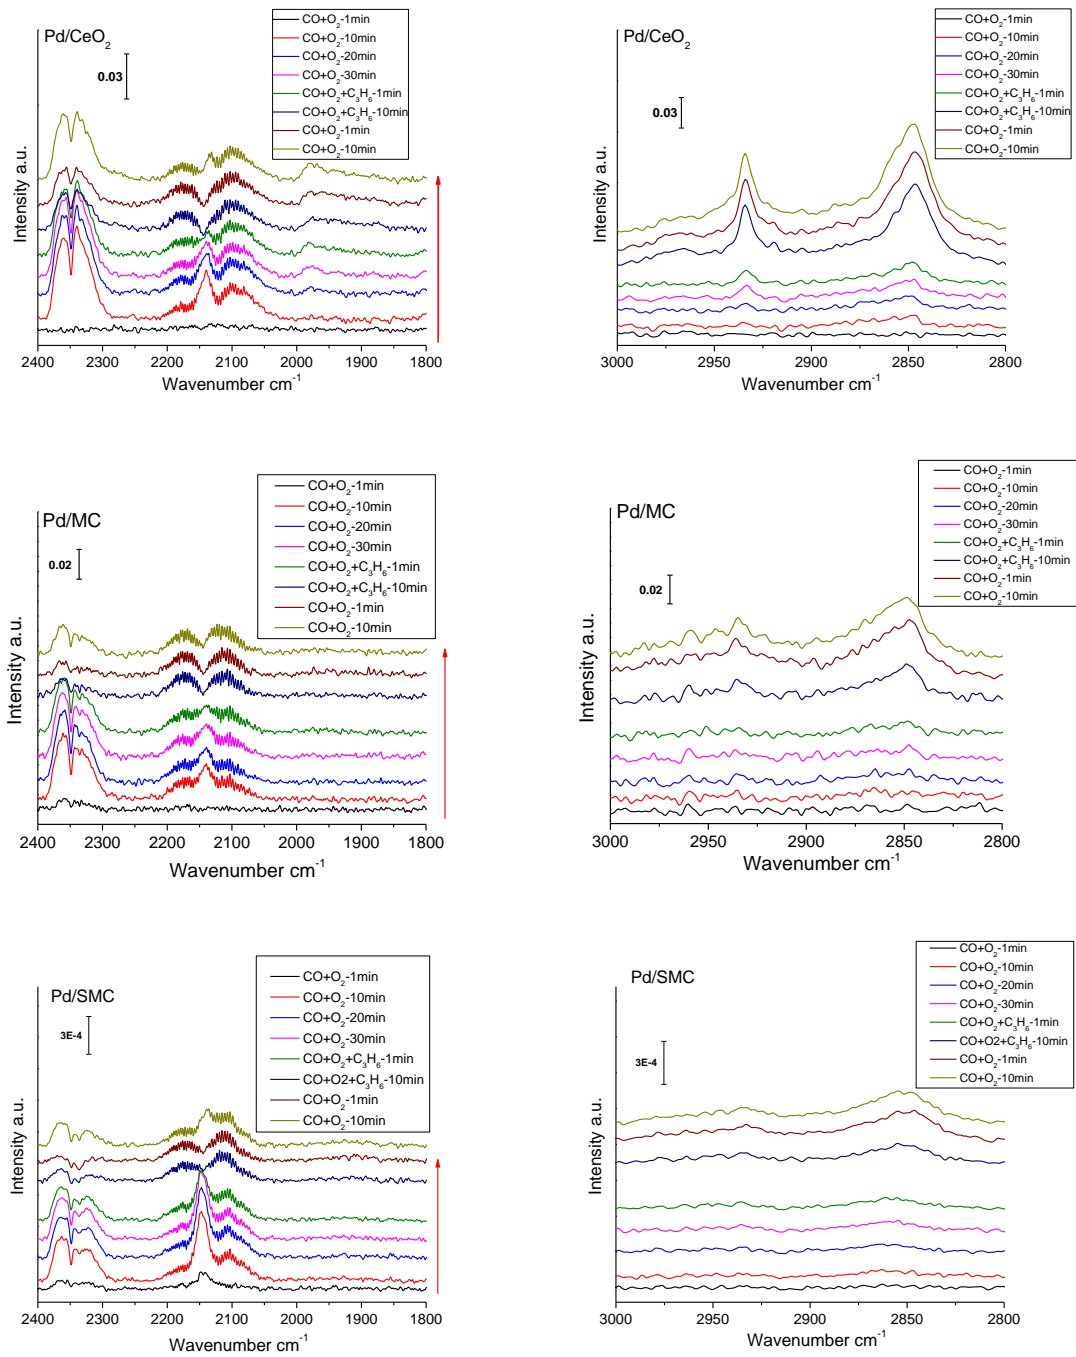 Pd/CeO2
0.03
CO+O2-1min
CO+O2-10min
CO+O2-20min
CO+O2-30min
CO+O2+C3H6-1min
CO+O2+C3H6-10min
CO+O2-1min
CO+O2-10min
Intensity a.u.
2400 2300 2200 2100 2000 1900 1800
Wavenumber cm-1
Pd/CeO2
0.03
CO+O2-1min
CO+O2-10min
CO+O2-20min
CO+O2-30min
CO+O2+C3H6-1min
CO+O2+C3H6-10min
CO+O2-1min
CO+O2-10min
Intensity a.u.
3000 2950 2900 2850 2800
Wavenumber cm-1
Pd/MC
0.02
CO+O2-1min
CO+O2-10min
CO+O2-20min
CO+O2-30min
CO+O2+C3H6-1min
CO+O2+C3H6-10min
CO+O2-1min
CO+O2-10min
Intensity a.u.
2400 2300 2200 2100 2000 1900 1800
Wavenumber cm-1
Pd/MC
0.02
CO+O2-1min
CO+O2-10min
CO+O2-20min
CO+O2-30min
CO+O2+C3H6-1min
CO+O2+C3H6-10min
CO+O2-1min
CO+O2-10min
Intensity a.u.
3000 2950 2900 2850 2800
Wavenumber cm-1
Pd/SMC
3E-4
CO+O2-1min
CO+O2-10min
CO+O2-20min
CO+O2-30min
CO+O2+C3H6-1min
CO+O2+C3H6-10min
CO+O2-1min
CO+O2-10min
Intensity a.u.
2400 2300 2200 2100 2000 1900 1800
Wavenumber cm-1
Pd/SMC
3E-4
CO+O2-1min
CO+O2-10min
CO+O2-20min
CO+O2-30min
CO+O2+C3H6-1min
CO+O2+C3H6-10min
CO+O2-1min
CO+O2-10min
Intensity a.u.
3000 2950 2900 2850 2800
Wavenumber cm-1